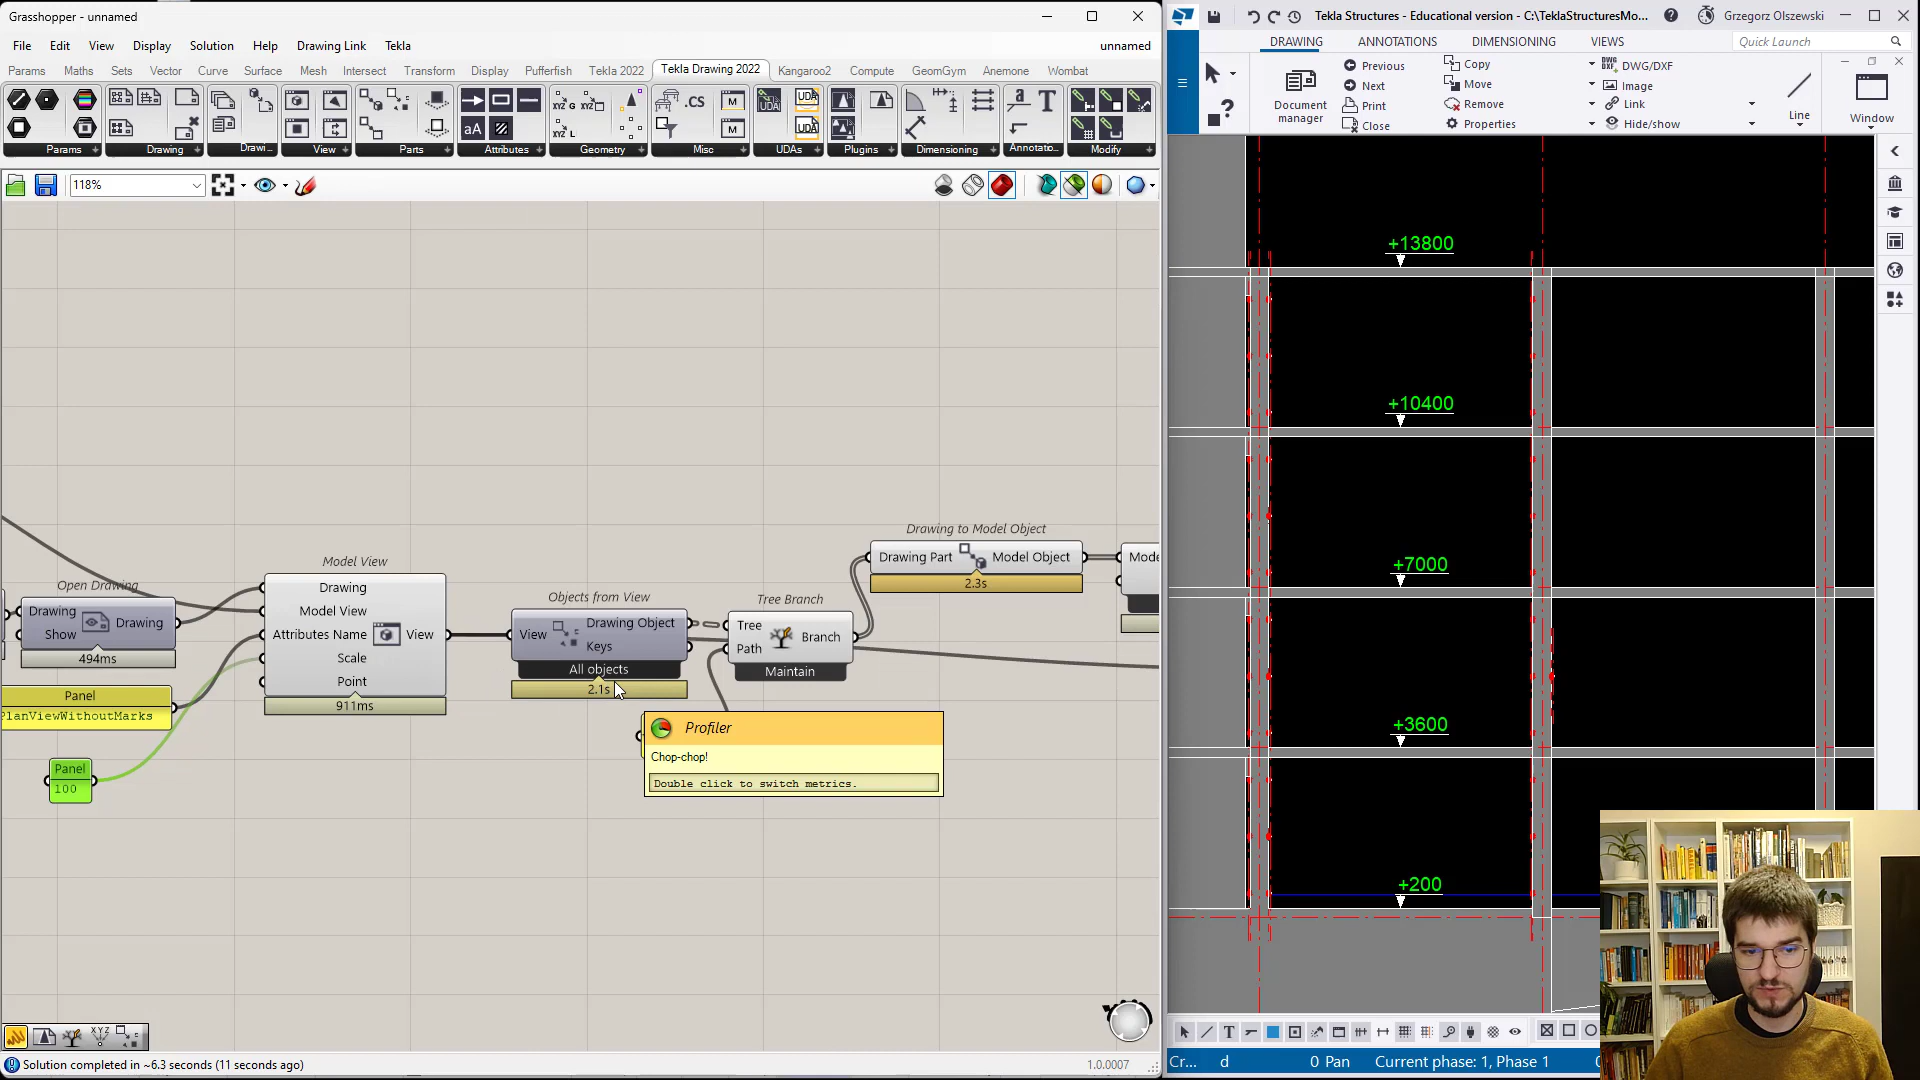 Grasshopper - unnamed
File Edit View Display Solution Help Drawing Link Tekla unnamed
Params Maths Sets Vector Curve Surface Mesh Intersect Transform Display Pufferfish Tekla 2022 Tekla Drawing 2022 Kangaroo2 Compute GeomGym Anemone Wombat
Params Drawing Drawi... View Parts Attributes Geometry Misc UDAs Plugins Dimensioning Annotatio... Modify
118%
Model View
Open Drawing
Drawing
Show
Drawing
494ms
Drawing
Model View
Attributes Name
Scale
Point
View
911ms
Panel
PlanViewWithoutMarks
Panel
100
Objects from View
View
Drawing Object
Keys
All objects
2.1s
Tree Branch
Tree
Path
Branch
Maintain
Drawing to Model Object
Drawing Part Model Object
2.3s
Mode
Profiler
Chop-chop!
Double click to switch metrics.
Solution completed in ~6.3 seconds (11 seconds ago)
1.0.0007
Tekla Structures - Educational version - C:\TeklaStructuresMo...
Grzegorz Olszewski
DRAWING ANNOTATIONS DIMENSIONING VIEWS
Quick Launch
Document manager
Previous
Next
Print
Close
Copy
Move
Remove
Properties
DWG/DXF
Image
Link
Hide/show
Line
Window
+13800
+10400
+7000
+3600
+200
Cr... d 0 Pan Current phase: 1, Phase 1